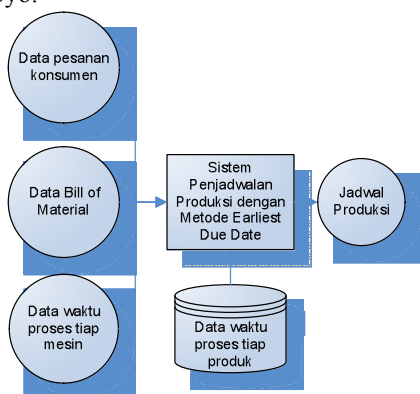 Data pesanan
konsumen
Data Bill of
Material
Data waktu
proses tiap
mesin
Sistem
Penjadwalan
Produksi dengan
Metode Earliest
Due Date
Data waktu
proses tiap
produk
Jadwal
Produksi